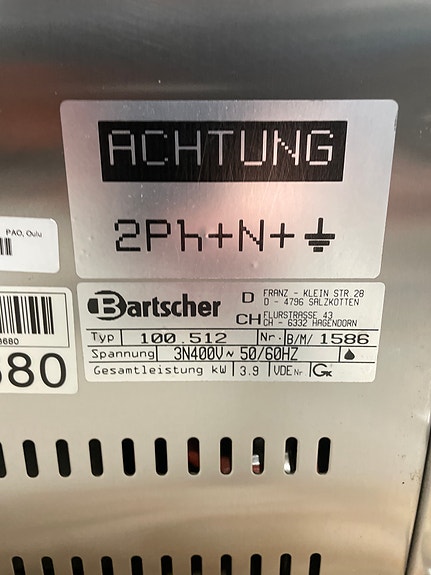 ACHTUNG
2Ph+N+⏚
PAO, Oulu
Bartscher
D FRANZ - KLEIN STR. 28
D - 4796 SALZKOTTEN
CH FLURSTRASSE 43
CH - 6332 HAGENDORN
Typ 100.512 Nr. B/M/ 1586
Spannung 3N400V~ 50/60HZ
Gesamtleistung kW 3.9 VDE Nr
680